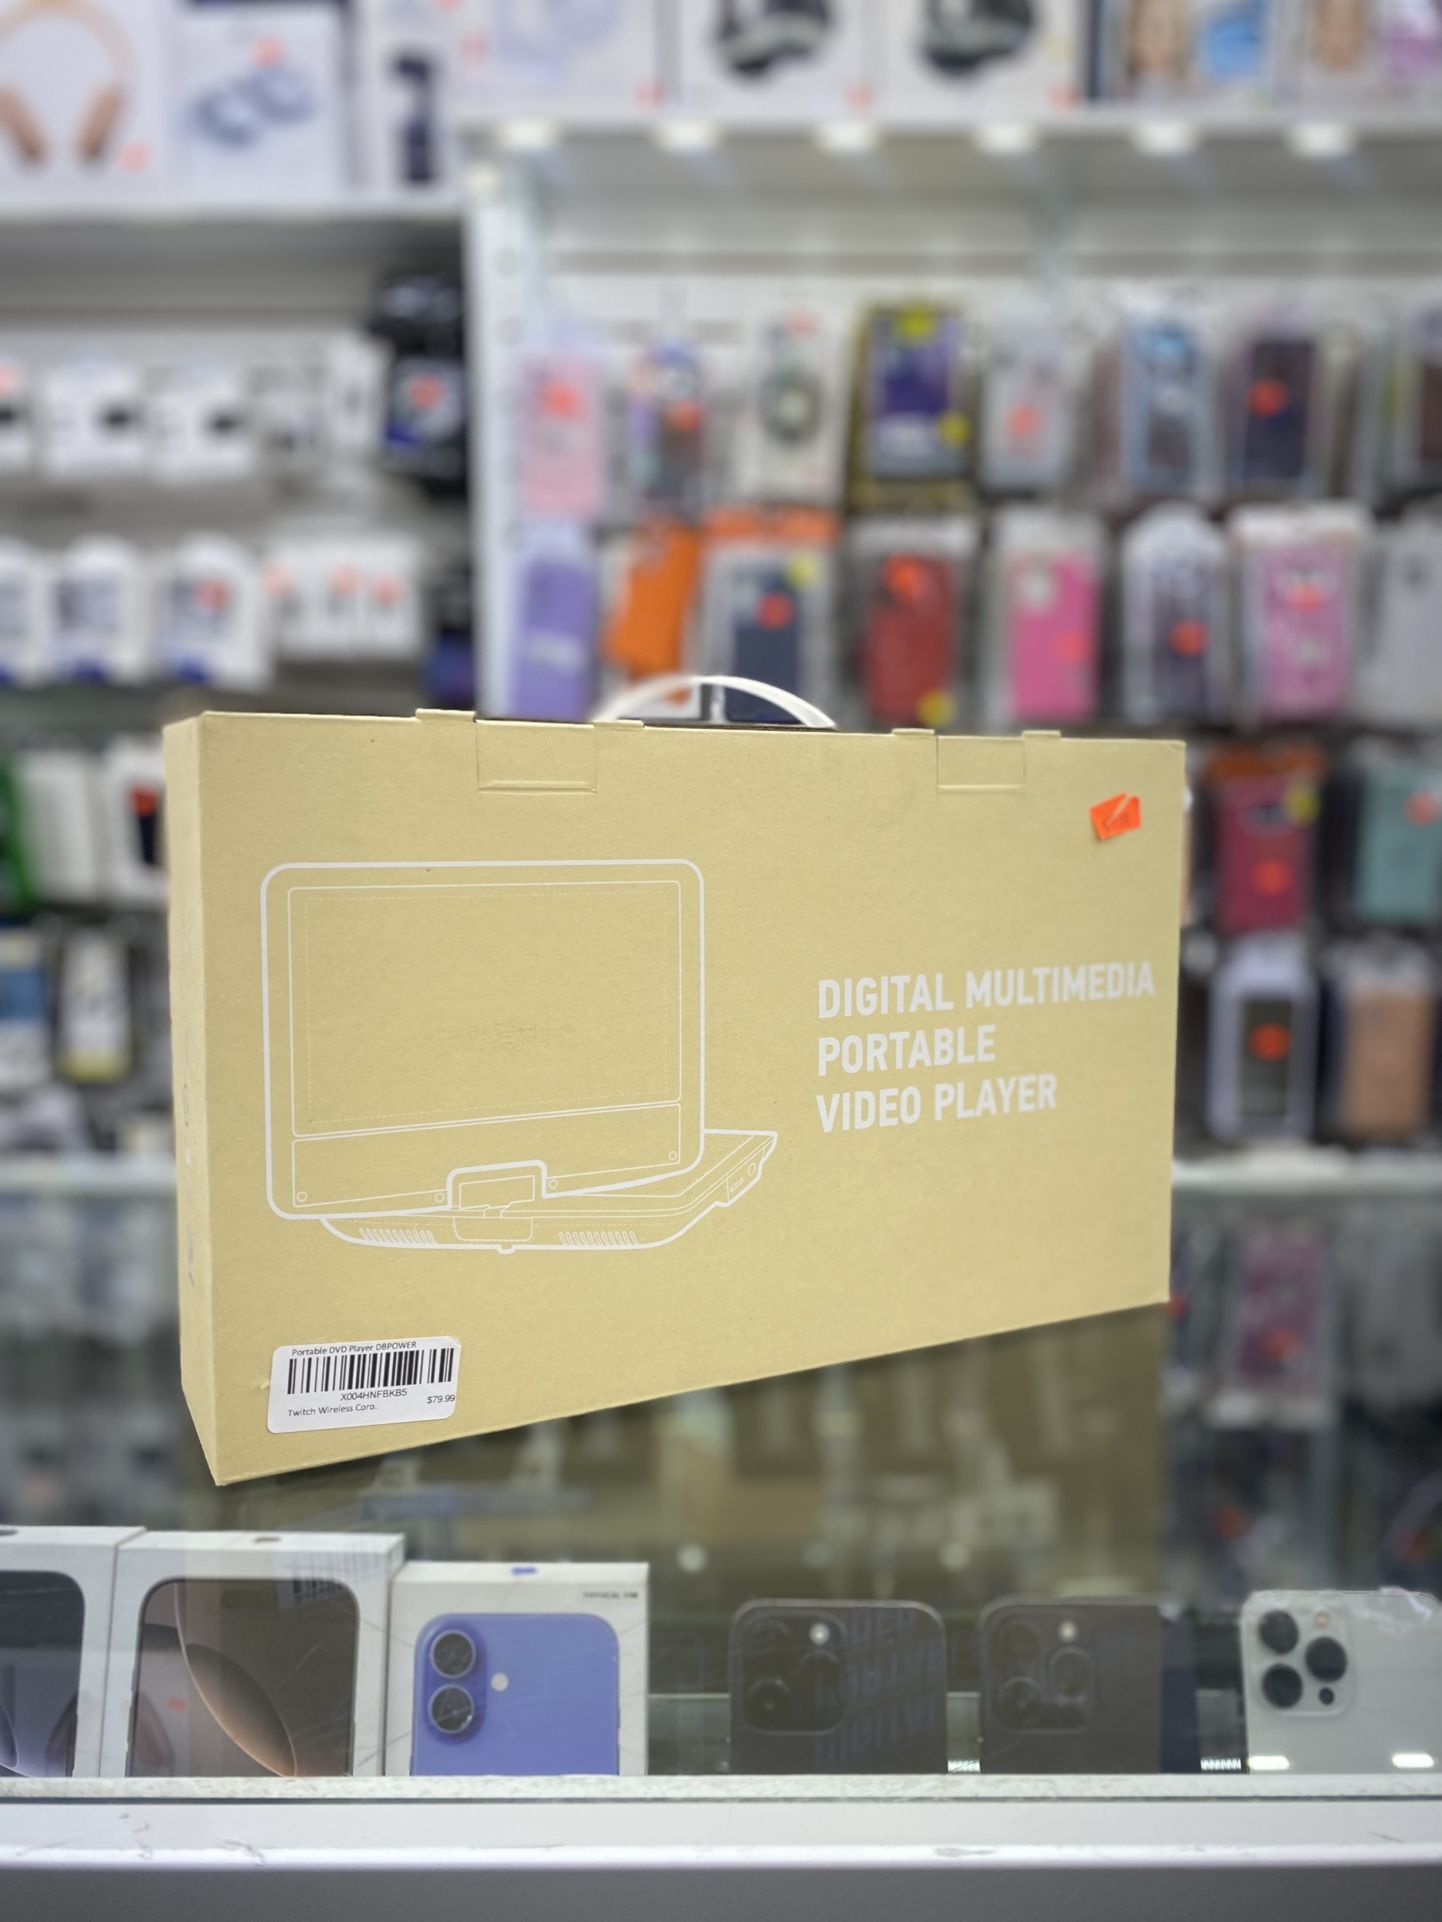 DIGITAL MULTIMEDIA
PORTABLE
VIDEO PLAYER
Portable DVD Player DBPOWER
X004HNFBKB5
$79.99
Twitch Wireless Corp.